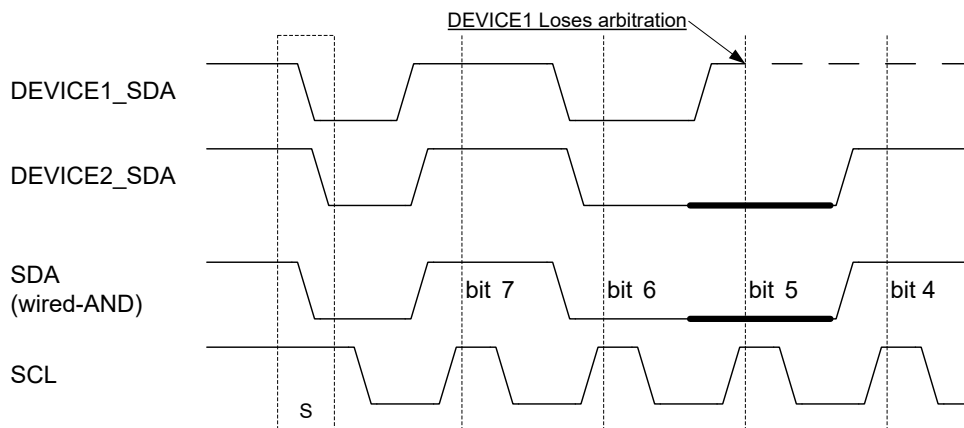 DEVICE1 Loses arbitration
DEVICE1_SDA
DEVICE2_SDA
SDA
(wired-AND)
bit 7
bit 6
bit 5
bit 4
SCL
S